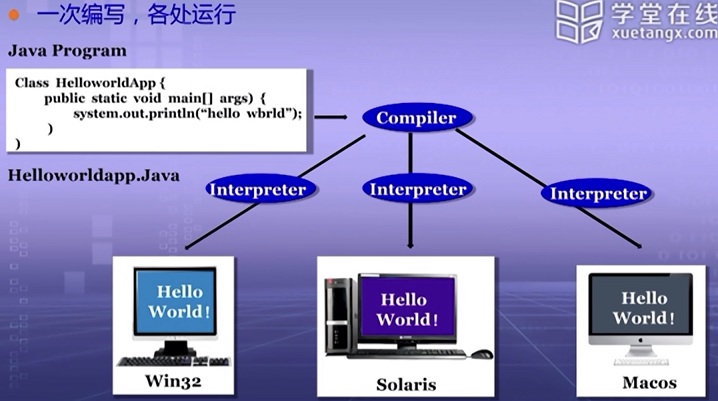 一次编写，各处运行
学堂在线
xuetangx.com
Java Program
Class HelloworldApp {
public static void main[] args) {
system.out.println(“hello wbrld”);
)
)
Helloworldapp.Java
Compiler
Interpreter
Interpreter
Interpreter
Hello
World!
Win32
Hello
World!
Solaris
Hello
World!
Macos